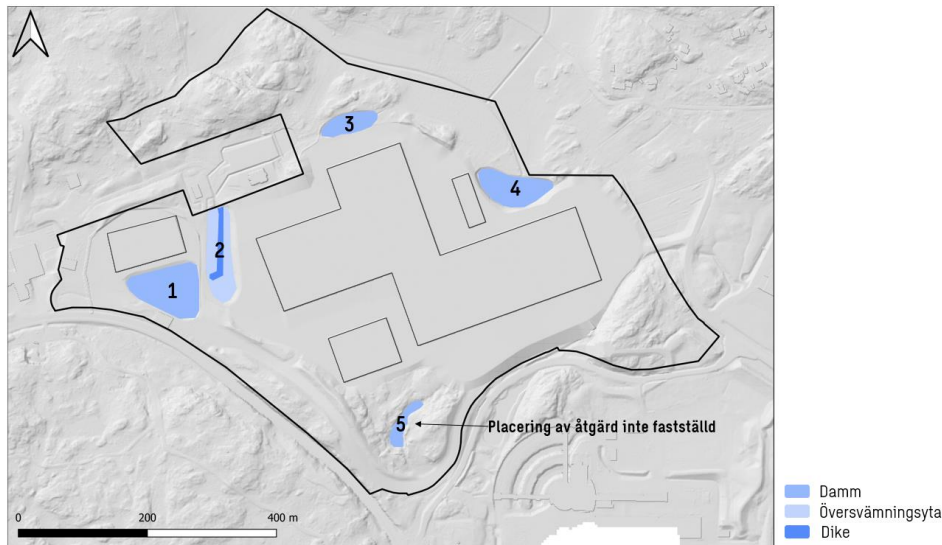 3
4
2
1
5
Placering av åtgärd inte fastställd
0
200
400 m
Damm
Översvämningsyta
Dike